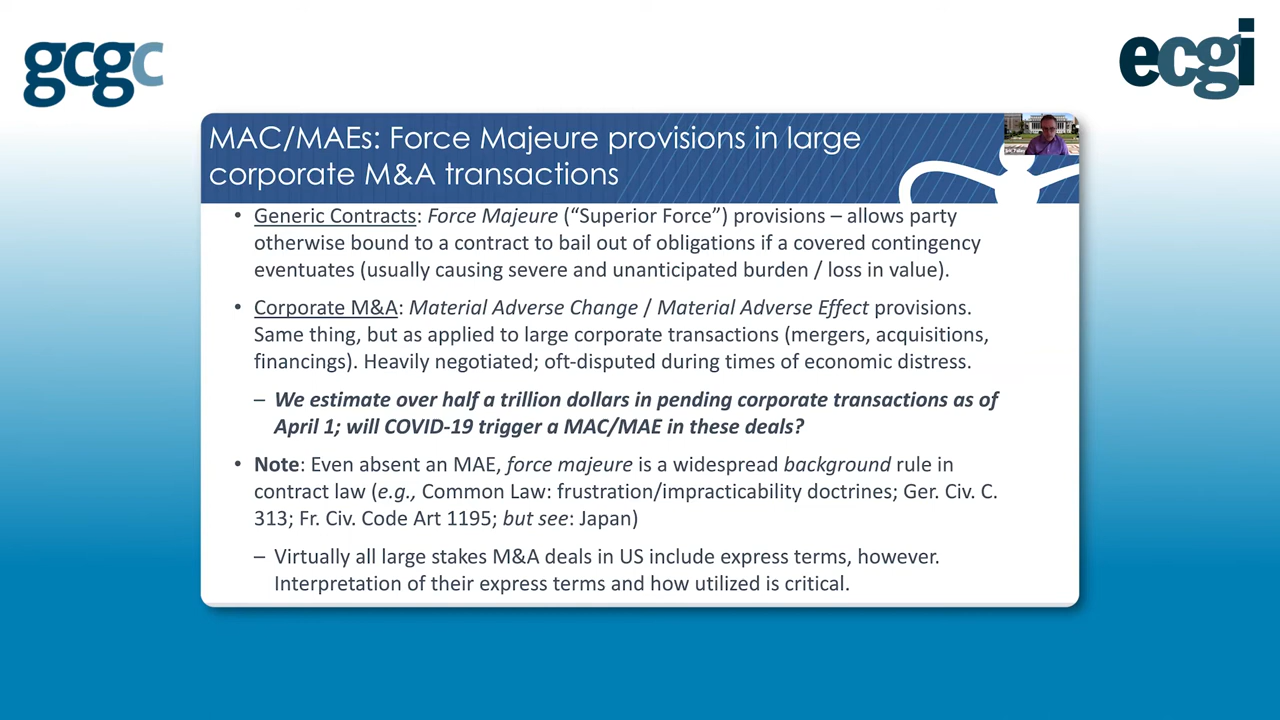 gcgc
ecgi
MAC/MAEs: Force Majeure provisions in large
corporate M&A transactions
• Generic Contracts: Force Majeure (“Superior Force”) provisions – allows party
otherwise bound to a contract to bail out of obligations if a covered contingency
eventuates (usually causing severe and unanticipated burden / loss in value).
• Corporate M&A: Material Adverse Change / Material Adverse Effect provisions.
Same thing, but as applied to large corporate transactions (mergers, acquisitions,
financings). Heavily negotiated; oft-disputed during times of economic distress.
– We estimate over half a trillion dollars in pending corporate transactions as of
April 1; will COVID-19 trigger a MAC/MAE in these deals?
• Note: Even absent an MAE, force majeure is a widespread background rule in
contract law (e.g., Common Law: frustration/impracticability doctrines; Ger. Civ. C.
313; Fr. Civ. Code Art 1195; but see: Japan)
– Virtually all large stakes M&A deals in US include express terms, however.
Interpretation of their express terms and how utilized is critical.